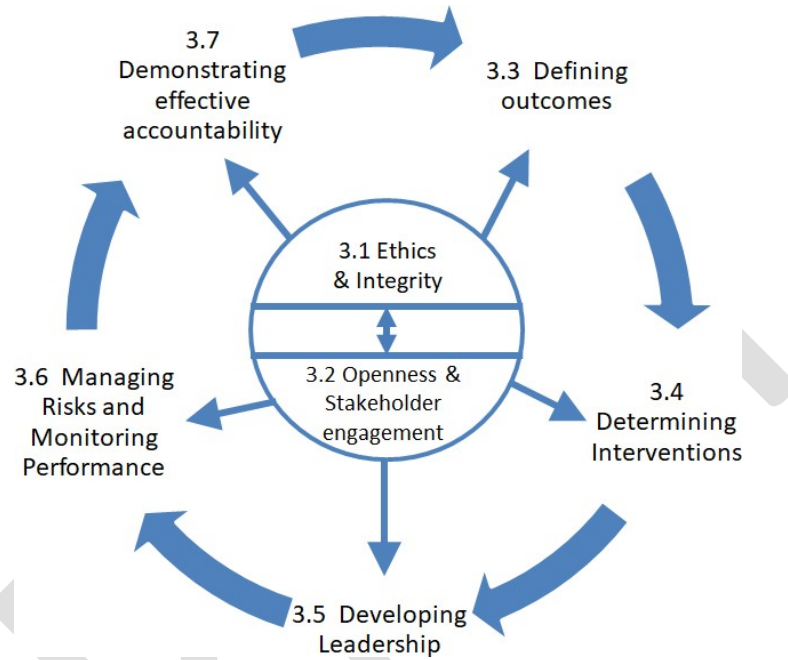 3.7
Demonstrating
effective
accountability
3.3 Defining
outcomes
3.1 Ethics
& Integrity
3.2 Openness &
Stakeholder
engagement
3.6 Managing
Risks and
Monitoring
Performance
3.4
Determining
Interventions
3.5 Developing
Leadership